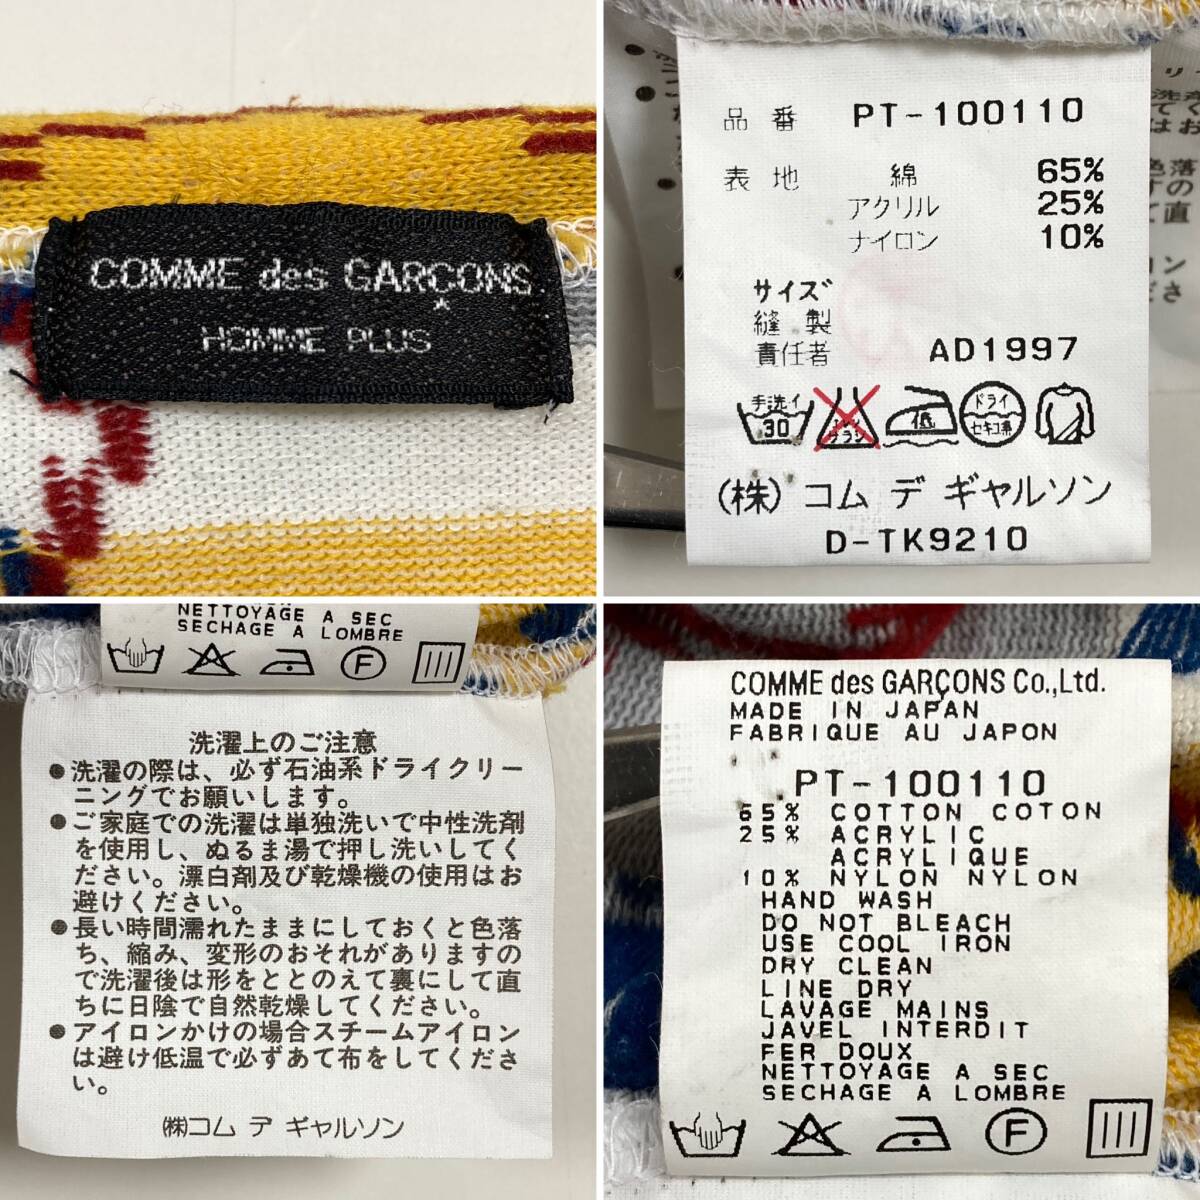 COMME des GARÇONS
HOMME PLUS
品番 PT-100110
表地 綿 65%
アクリル 25%
ナイロン 10%
サイズ
縫製
責任者 AD1997
手洗イ 30 低 ドライ セキユ系
(株) コム デ ギャルソン
D-TK9210
NETTOYAGE A SEC
SECHAGE A LOMBRE
F
洗濯上のご注意
●洗濯の際は、必ず石油系ドライクリー
ニングでお願いします。
●ご家庭での洗濯は単独洗いで中性洗剤
を使用し、ぬるま湯で押し洗いしてく
ださい。漂白剤及び乾燥機の使用はお
避けください。
●長い時間濡れたままにしておくと色落
ち、縮み、変形のおそれがありますの
で洗濯後は形をととのえて裏にして直
ちに日陰で自然乾燥してください。
●アイロンかけの場合スチームアイロン
は避け低温で必ずあて布をしてくださ
い。
㈱コム デ ギャルソン
COMME des GARÇONS Co.,Ltd.
MADE IN JAPAN
FABRIQUE AU JAPON
PT-100110
65% COTTON COTON
25% ACRYLIC
ACRYLIQUE
10% NYLON NYLON
HAND WASH
DO NOT BLEACH
USE COOL IRON
DRY CLEAN
LINE DRY
LAVAGE MAINS
JAVEL INTERDIT
FER DOUX
NETTOYAGE A SEC
SECHAGE A LOMBRE
F